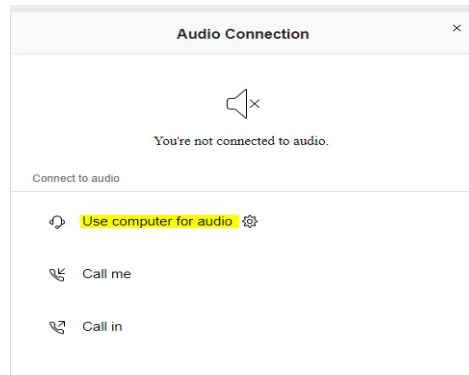 Audio Connection
You're not connected to audio.
Connect to audio
Use computer for audio
Call me
Call in